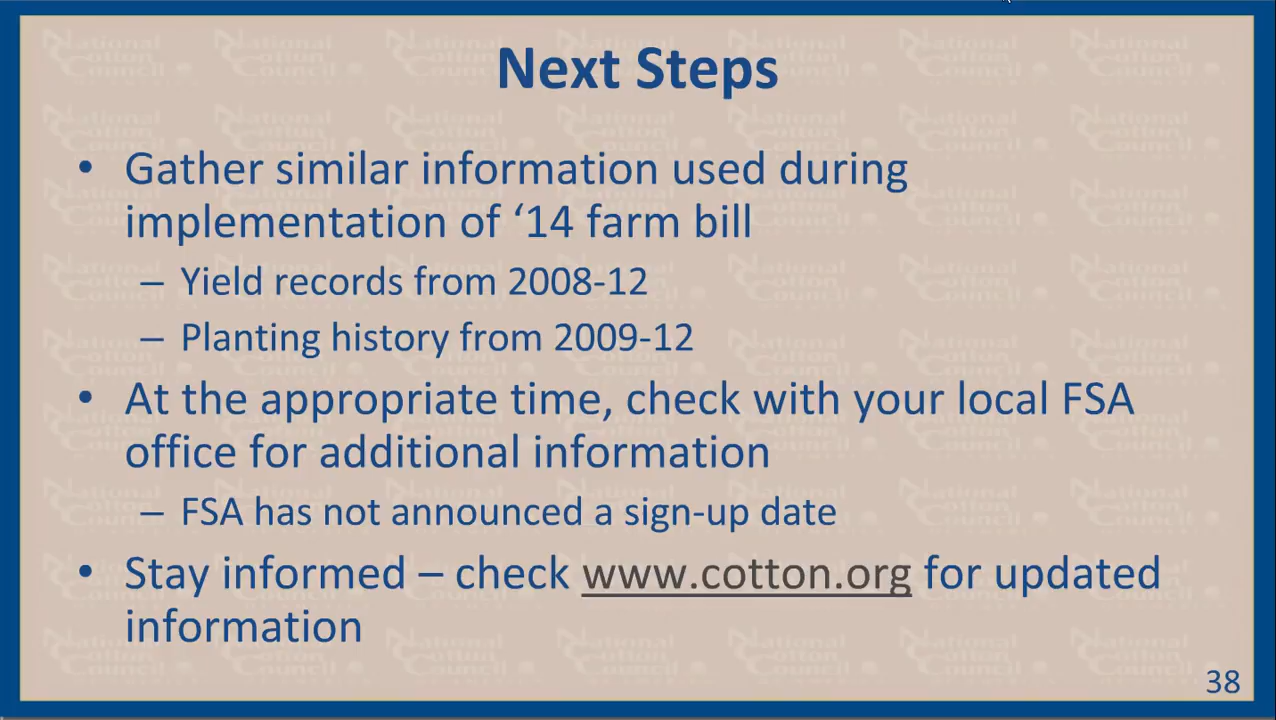 Next Steps
• Gather similar information used during
implementation of ‘14 farm bill
– Yield records from 2008-12
– Planting history from 2009-12
• At the appropriate time, check with your local FSA
office for additional information
– FSA has not announced a sign-up date
• Stay informed – check www.cotton.org for updated
information
38